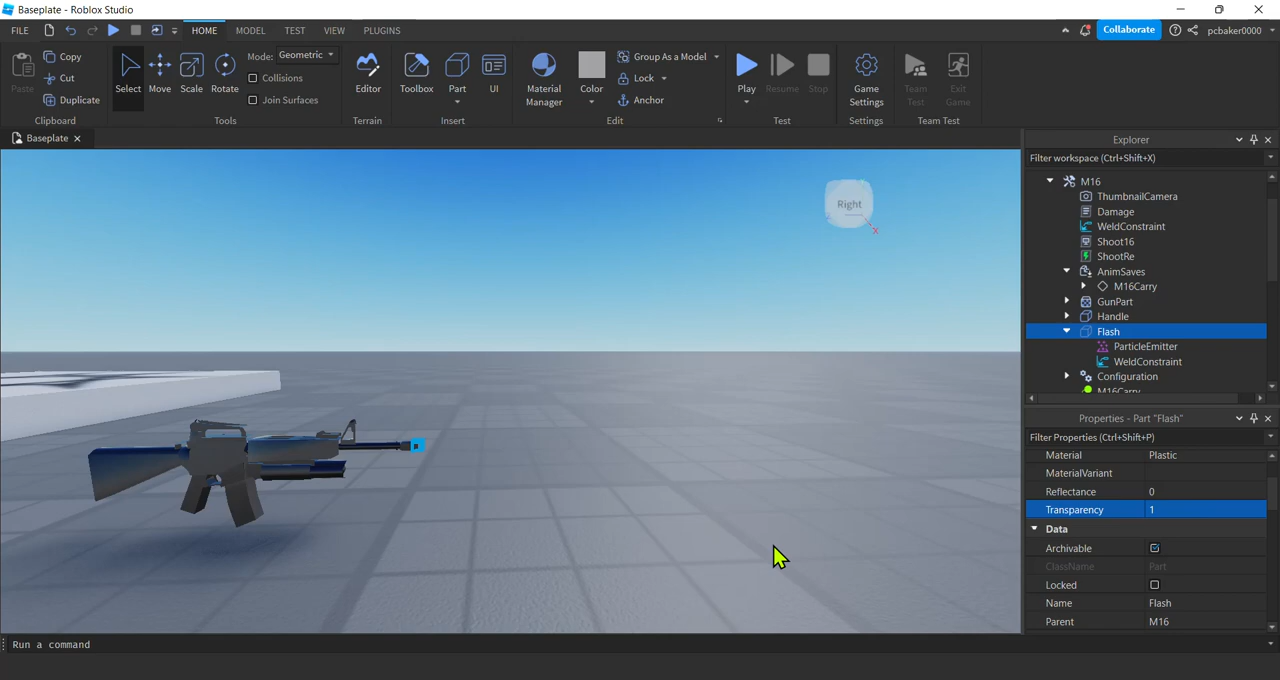 Baseplate - Roblox Studio
FILE HOME MODEL TEST VIEW PLUGINS Collaborate pcbaker0000
Paste Copy Cut Duplicate Clipboard
Select Move Scale Rotate Mode: Geometric Collisions Join Surfaces Tools
Editor Terrain
Toolbox Part UI Insert
Material Manager Color Group As a Model Lock Anchor Edit
Play Resume Stop Test
Game Settings Settings
Team Test Exit Game Team Test
Baseplate
Right
X
Explorer
Filter workspace (Ctrl+Shift+X)
M16
ThumbnailCamera
Damage
WeldConstraint
Shoot16
ShootRe
AnimSaves
M16Carry
GunPart
Handle
Flash
ParticleEmitter
WeldConstraint
Configuration
M16Carry
Properties - Part "Flash"
Filter Properties (Ctrl+Shift+P)
Material Plastic
MaterialVariant
Reflectance 0
Transparency 1
Data
Archivable
ClassName Part
Locked
Name Flash
Parent M16
Run a command